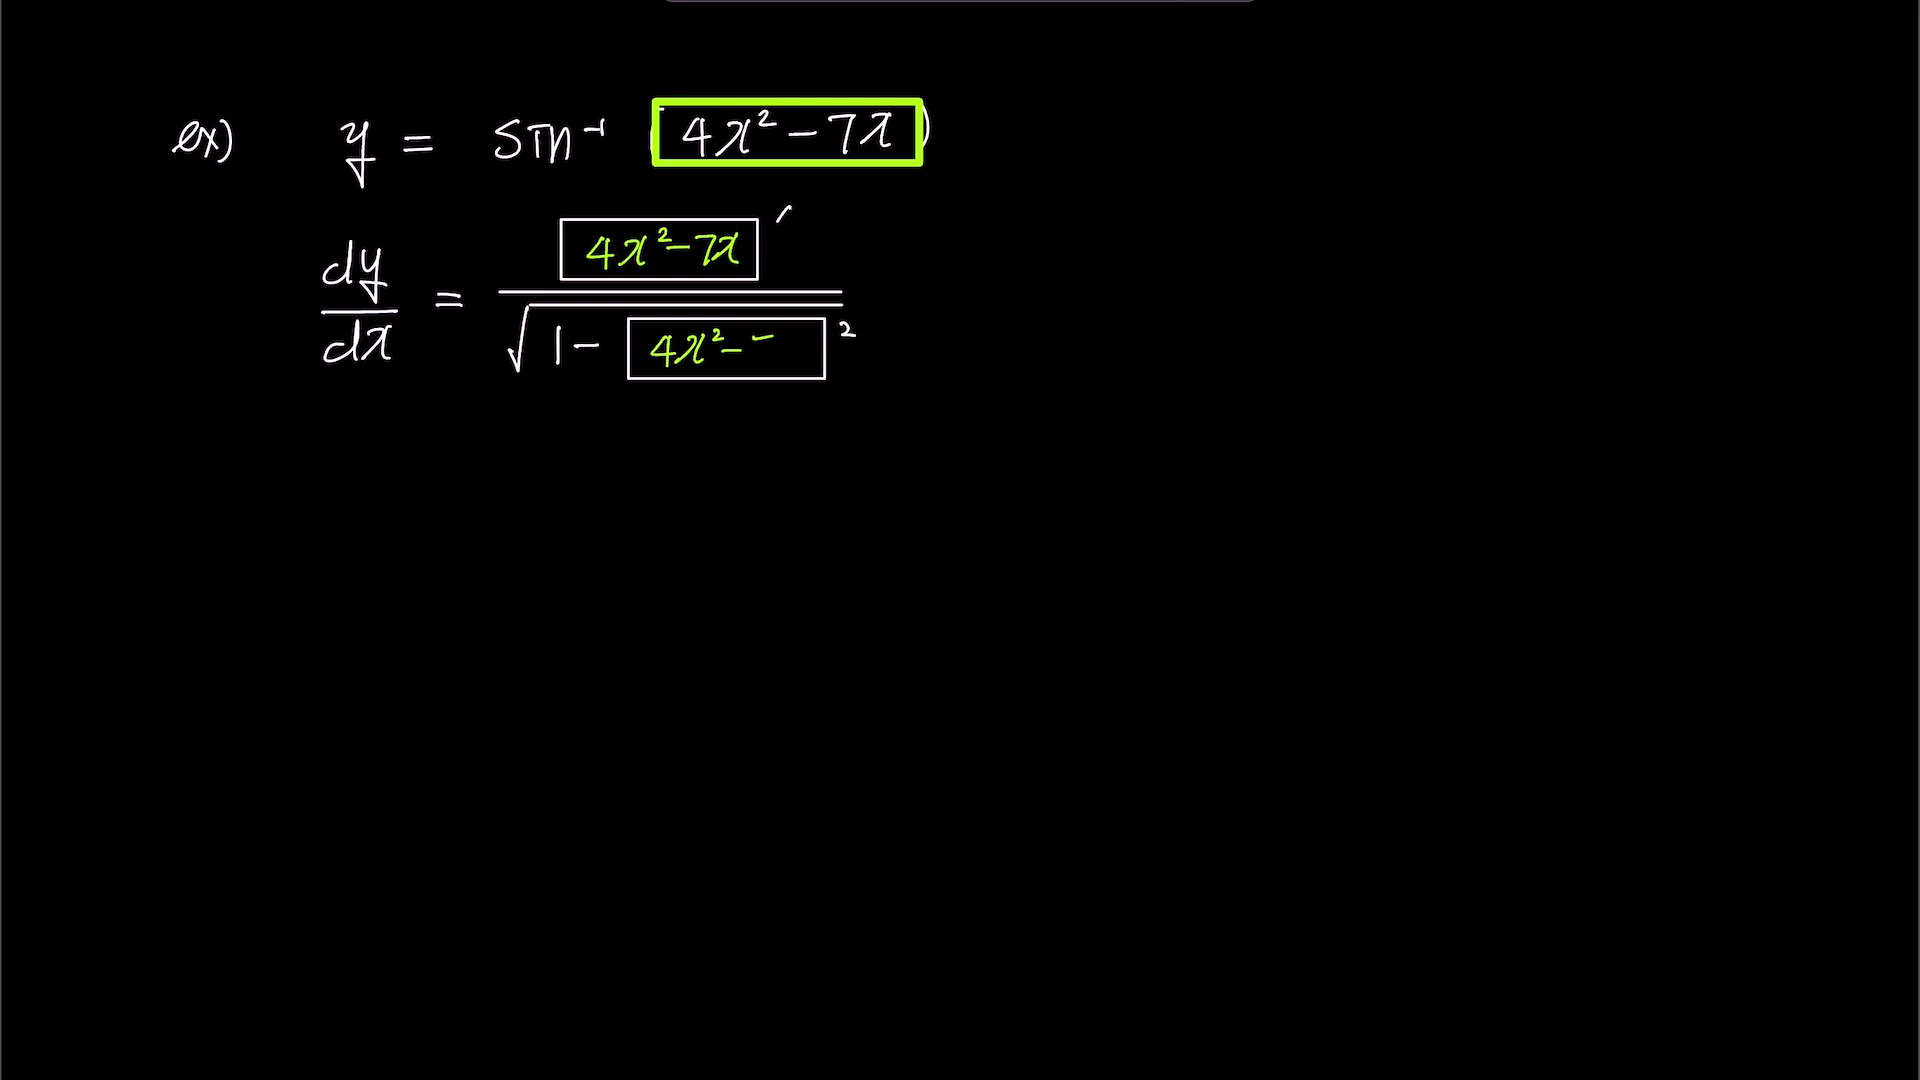 ex) y = sin⁻¹ (4x² - 7x)
dy/dx = (4x² - 7x)′ / √(1 - (4x² - -)²)